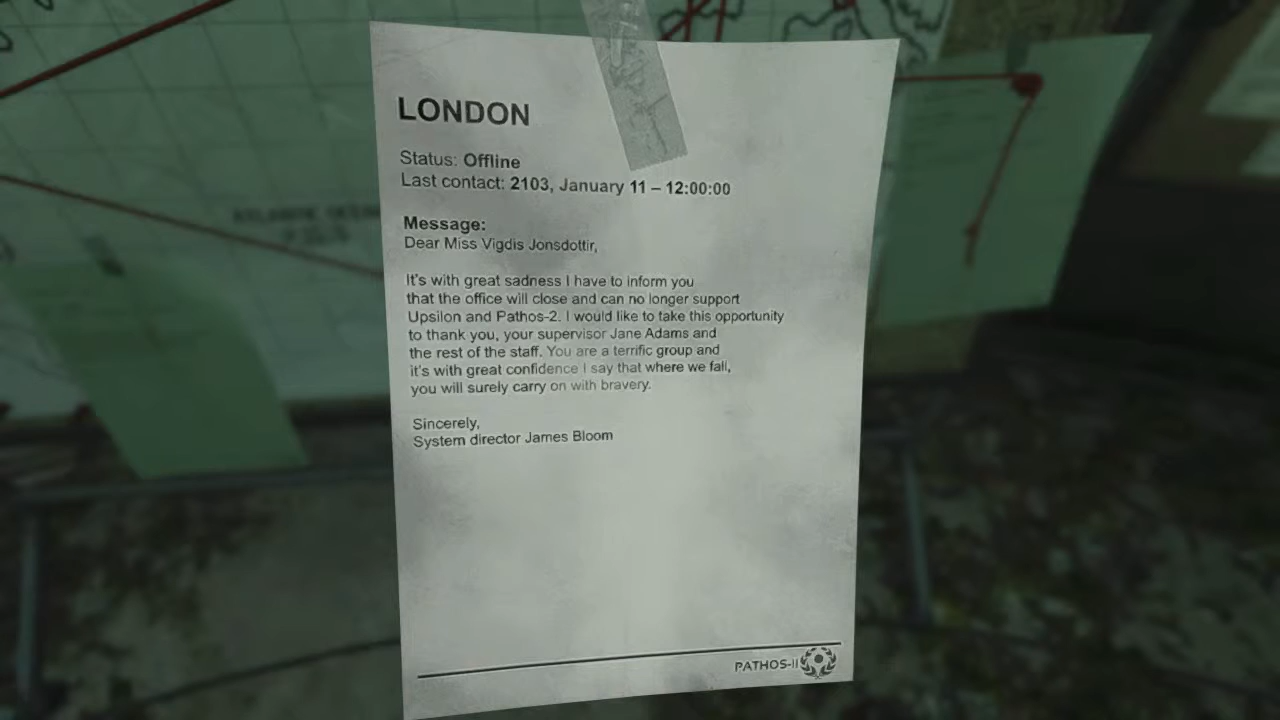 LONDON
Status: Offline
Last contact: 2103, January 11 – 12:00:00
Message:
Dear Miss Vigdis Jonsdottir,
It's with great sadness I have to inform you
that the office will close and can no longer support
Upsilon and Pathos-2. I would like to take this opportunity
to thank you, your supervisor Jane Adams and
the rest of the staff. You are a terrific group and
it's with great confidence I say that where we fall,
you will surely carry on with bravery.
Sincerely,
System director James Bloom
PATHOS-II
ATLANTIC OCEAN